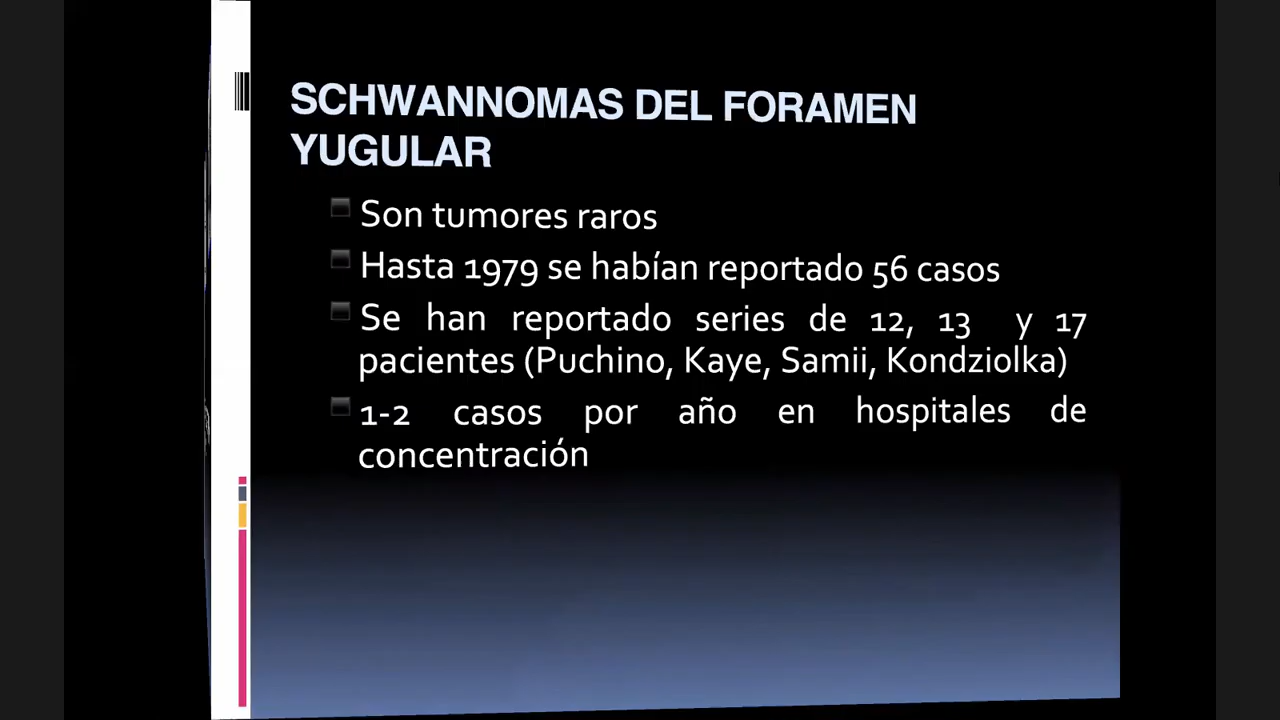 SCHWANNOMAS DEL FORAMEN
YUGULAR
Son tumores raros
Hasta 1979 se habían reportado 56 casos
Se han reportado series de 12, 13 y 17
pacientes (Puchino, Kaye, Samii, Kondziolka)
1-2 casos por año en hospitales de
concentración